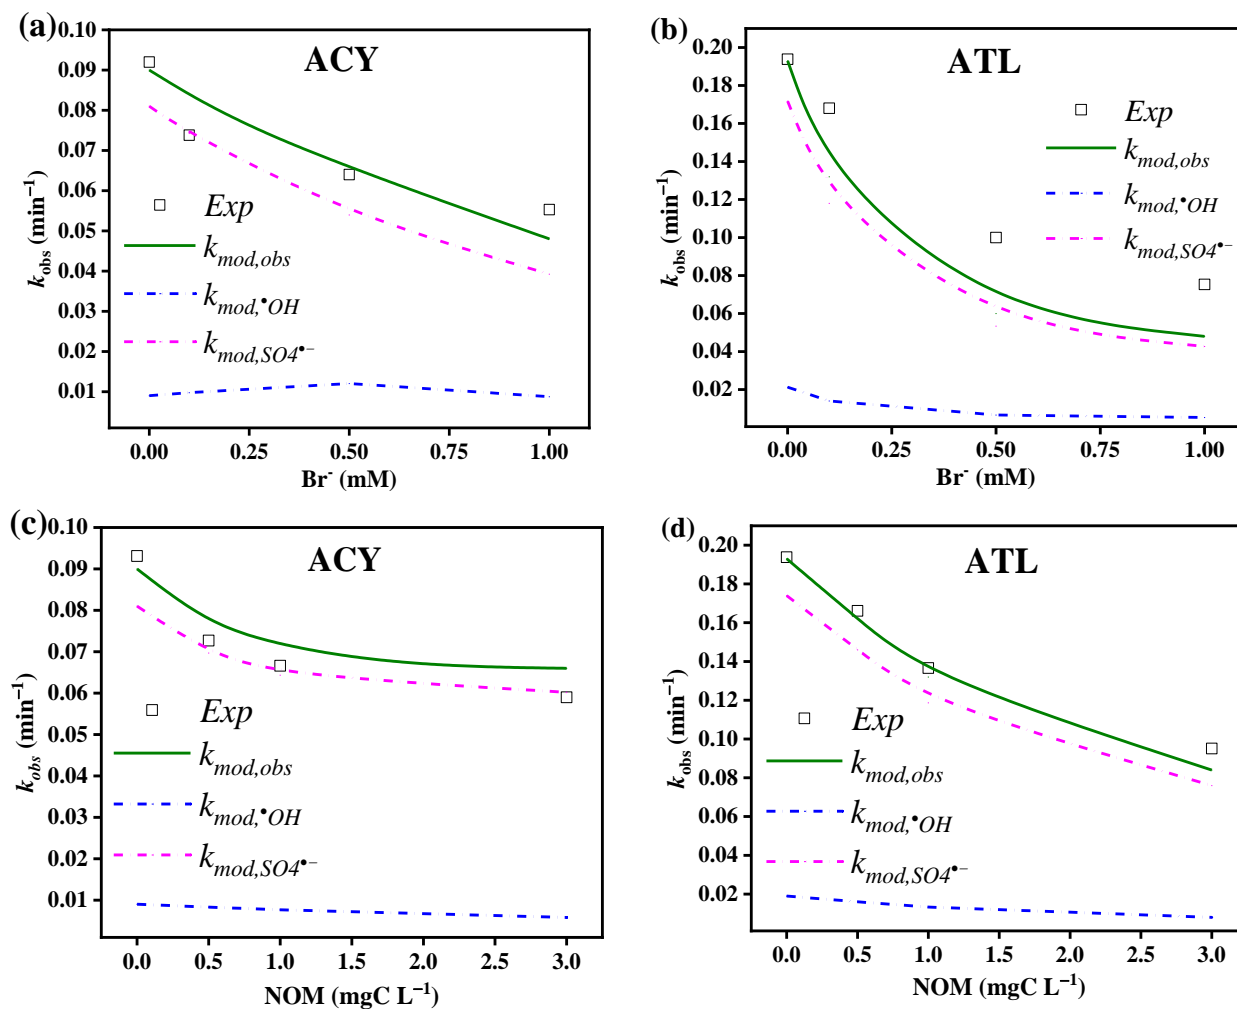 (a)
ACY
0.10
0.09
0.08
0.07
0.06
0.05
0.04
0.03
0.02
0.01
k_obs (min⁻¹)
Exp
k_mod,obs
k_mod,•OH
k_mod,SO4•−
0.00 0.25 0.50 0.75 1.00
Br⁻ (mM)
(b)
ATL
0.20
0.18
0.16
0.14
0.12
0.10
0.08
0.06
0.04
0.02
k_obs (min⁻¹)
Exp
k_mod,obs
k_mod,•OH
k_mod,SO4•−
0.00 0.25 0.50 0.75 1.00
Br⁻ (mM)
(c)
ACY
0.10
0.09
0.08
0.07
0.06
0.05
0.04
0.03
0.02
0.01
k_obs (min⁻¹)
Exp
k_mod,obs
k_mod,•OH
k_mod,SO4•−
0.0 0.5 1.0 1.5 2.0 2.5 3.0
NOM (mgC L⁻¹)
(d)
ATL
0.20
0.18
0.16
0.14
0.12
0.10
0.08
0.06
0.04
0.02
k_obs (min⁻¹)
Exp
k_mod,obs
k_mod,•OH
k_mod,SO4•−
0.0 0.5 1.0 1.5 2.0 2.5 3.0
NOM (mgC L⁻¹)